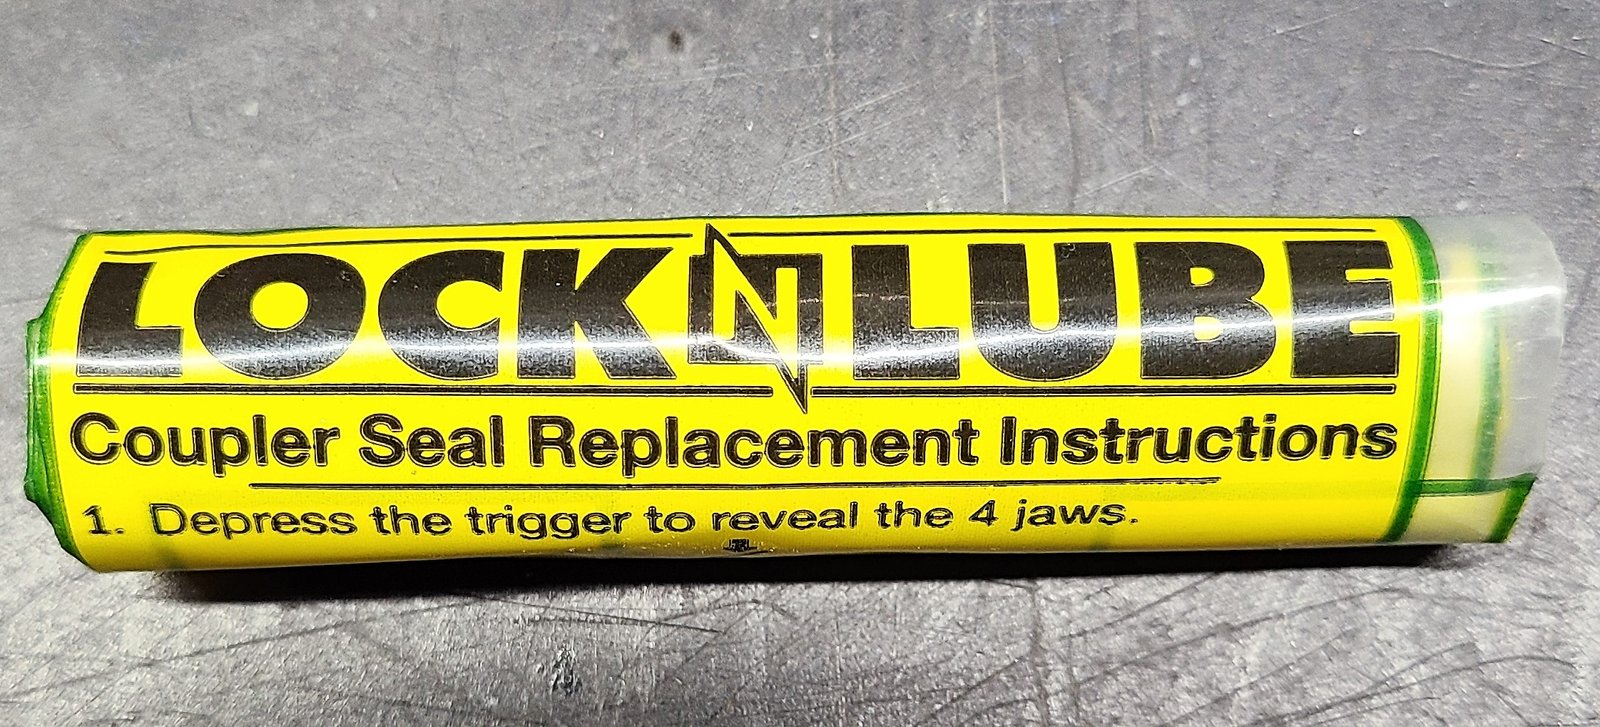 LOCK N LUBE
Coupler Seal Replacement Instructions
1. Depress the trigger to reveal the 4 jaws.